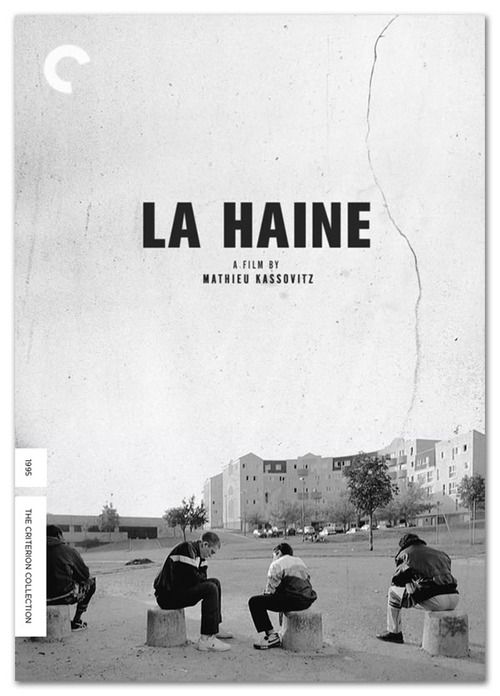 LA HAINE
A FILM BY
MATHIEU KASSOVITZ
1995
THE CRITERION COLLECTION